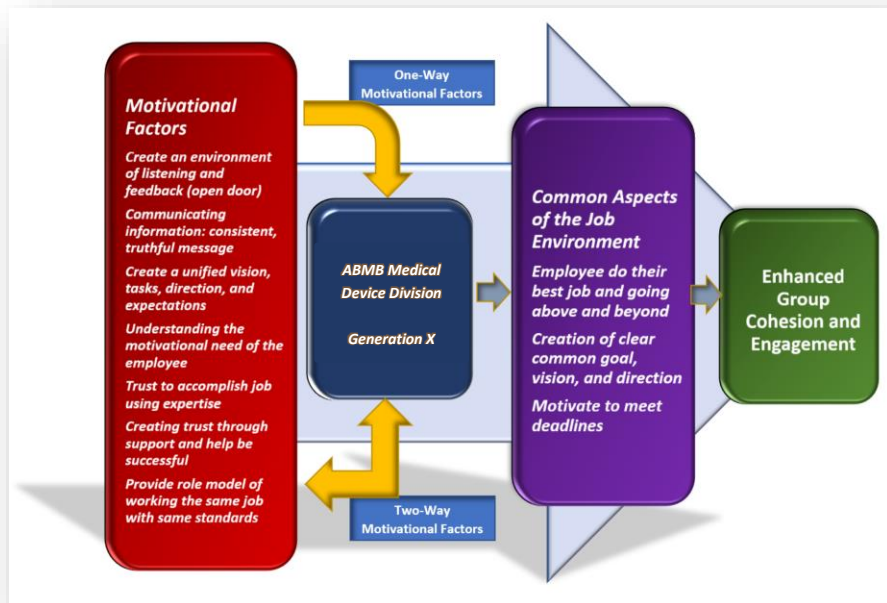 One-Way
Motivational Factors
Motivational
Factors
Create an environment
of listening and
feedback (open door)
Communicating
information: consistent,
truthful message
Create a unified vision,
tasks, direction, and
expectations
Understanding the
motivational need of the
employee
Trust to accomplish job
using expertise
Creating trust through
support and help be
successful
Provide role model of
working the same job
with same standards
ABMB Medical
Device Division
Generation X
Two-Way
Motivational Factors
Common Aspects
of the Job
Environment
Employee do their
best job and going
above and beyond
Creation of clear
common goal,
vision, and direction
Motivate to meet
deadlines
Enhanced
Group
Cohesion and
Engagement